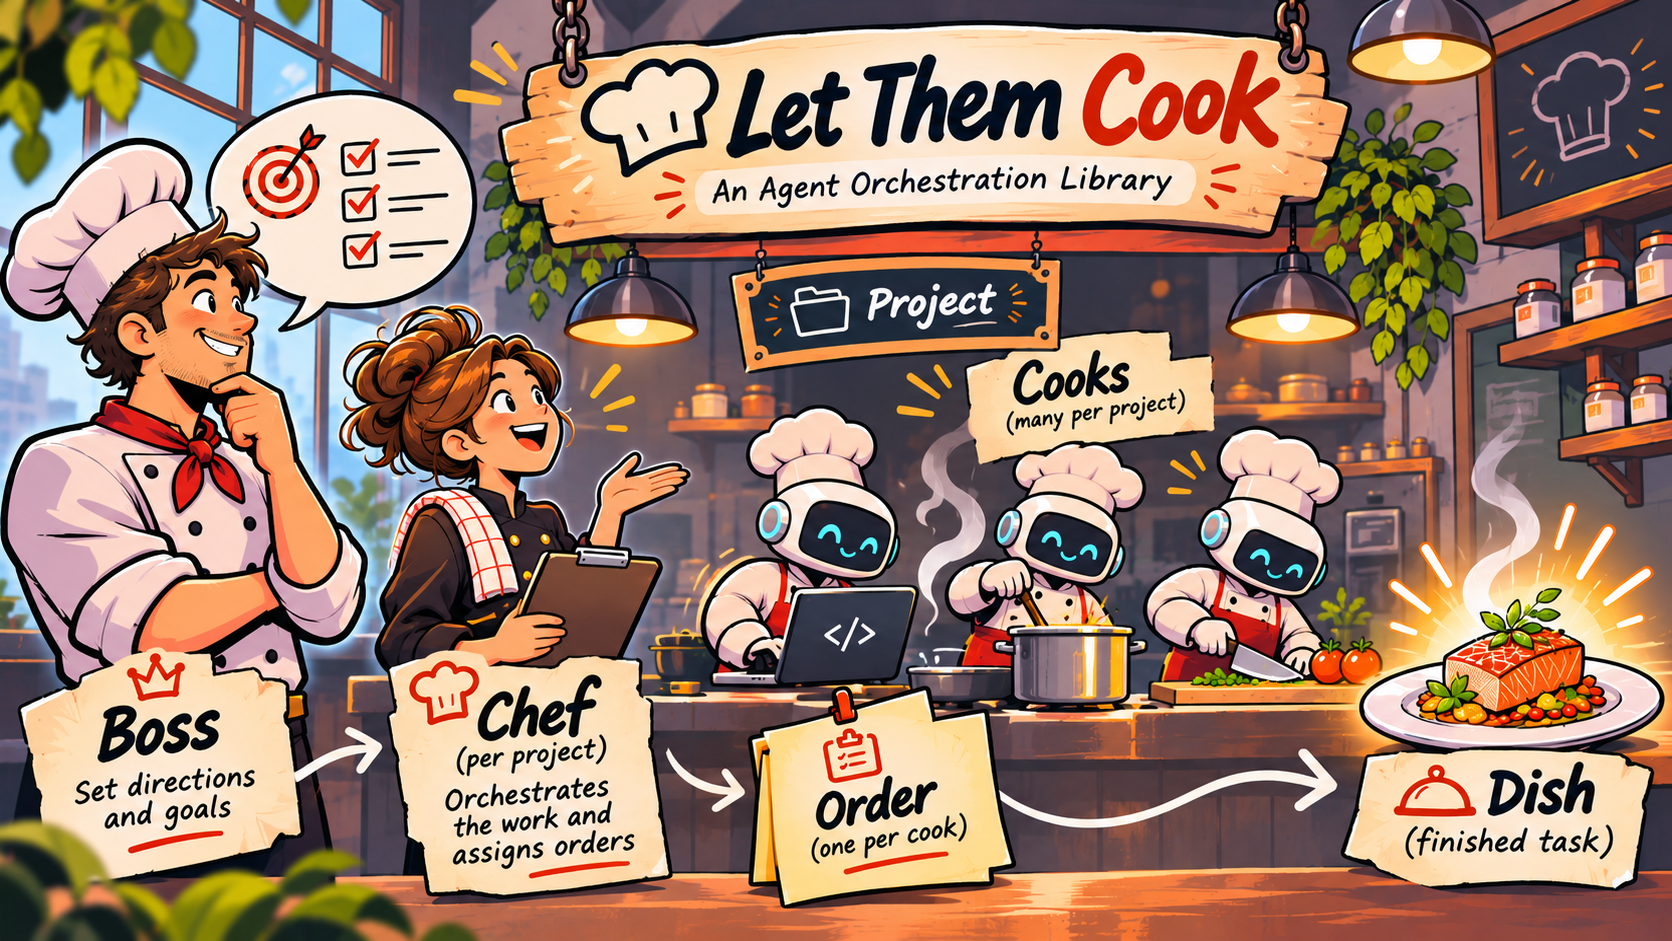 Let Them Cook
An Agent Orchestration Library
Project
Cooks
(many per project)
</>
Boss
Set directions
and goals
Chef
(per project)
Orchestrates
the work and
assigns orders
Order
(one per cook)
Dish
(finished task)